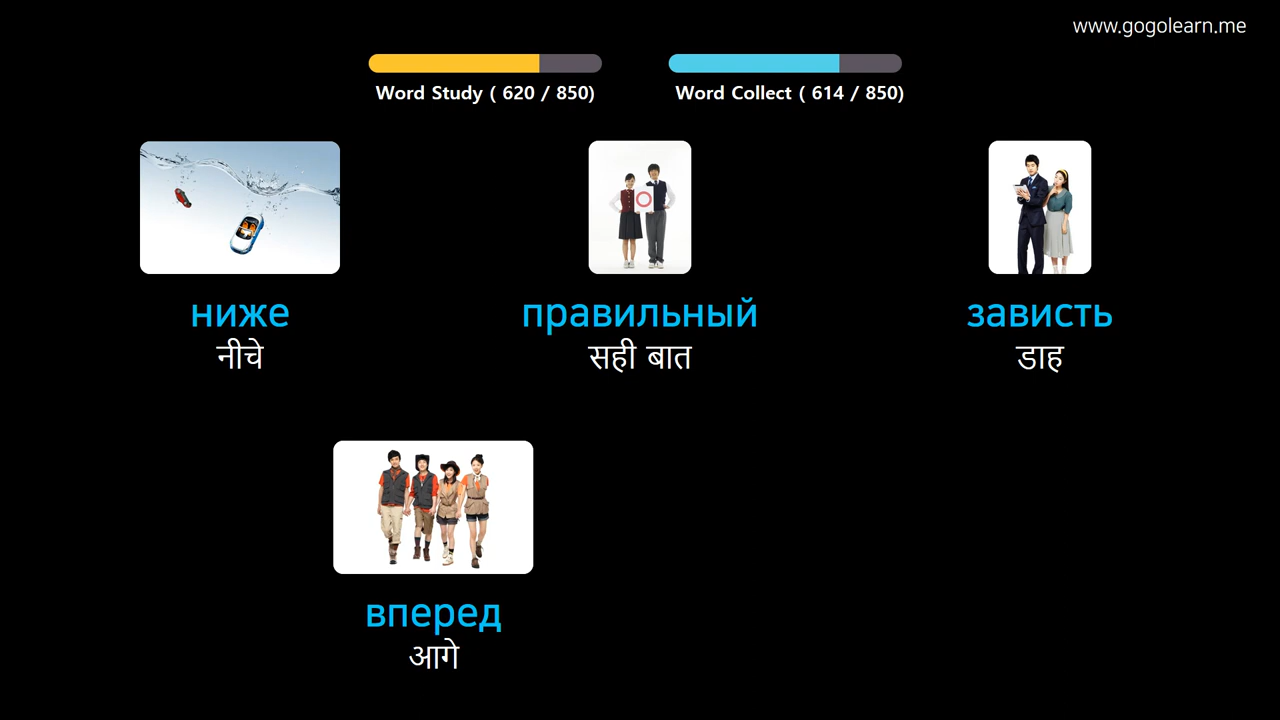 www.gogolearn.me
Word Study ( 620 / 850)
Word Collect ( 614 / 850)
ниже
नीचे
правильный
सही बात
зависть
डाह
вперед
आगे